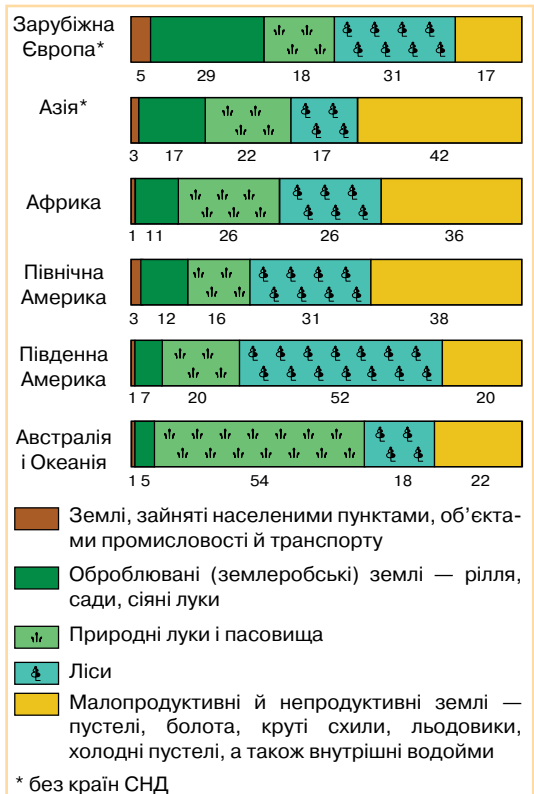 Зарубіжна
Європа*
5 29 18 31 17
Азія*
3 17 22 17 42
Африка
1 11 26 26 36
Північна
Америка
3 12 16 31 38
Південна
Америка
1 7 20 52 20
Австралія
і Океанія
1 5 54 18 22
Землі, зайняті населеними пунктами, об’єкта-
ми промисловості й транспорту
Оброблювані (землеробські) землі — рілля,
сади, сіяні луки
Природні луки і пасовища
Ліси
Малопродуктивні й непродуктивні землі —
пустелі, болота, круті схили, льодовики,
холодні пустелі, а також внутрішні водойми
* без країн СНД